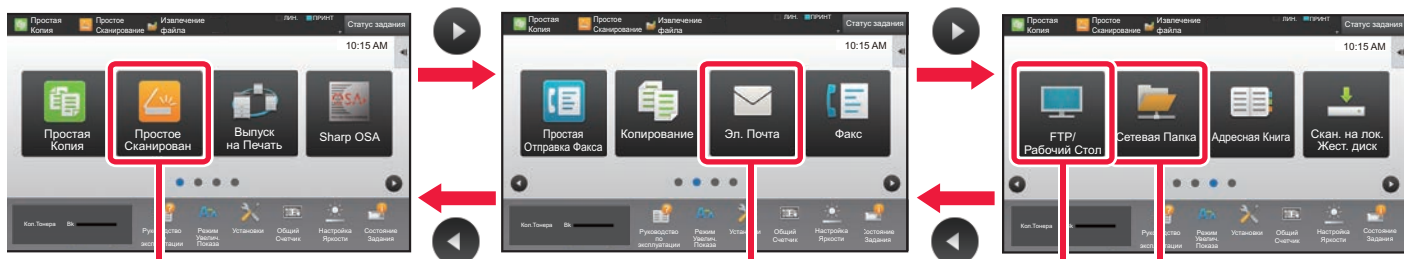 Простая
Копия
Простое
Сканирование
Извлечение
файла
ЛИН.
ПРИНТ
Статус задания
10:15 AM
Простая
Копия
Простое
Сканирован
Выпуск
на Печать
Sharp OSA
Кол.Тонера Bk
Установки
Общий
Счетчик
Настройка
Яркости
Состояние
Задания
Режим
Увелич.
Показа
Простая
Копия
Простое
Сканирование
Извлечение
файла
ЛИН.
ПРИНТ
Статус задания
10:15 AM
Простая
Отправка Факса
Копирование
Эл. Почта
Факс
Кол.Тонера Bk
Руководство
по
эксплуатации
Режим
Увелич.
Показа
Общий
Счетчик
Настройка
Яркости
Состояние
Задания
Простая
Копия
Простое
Сканирование
Извлечение
файла
ЛИН.
ПРИНТ
Статус задания
10:15 AM
FTP/
Рабочий Стол
Сетевая Папка
Адресная Книга
Скан. на лок.
Жест. диск
Кол.Тонера
Режим
Увелич.
Показа
Установки
Общий
Счетчик
Настройка
Яркости
Состояние
Задания